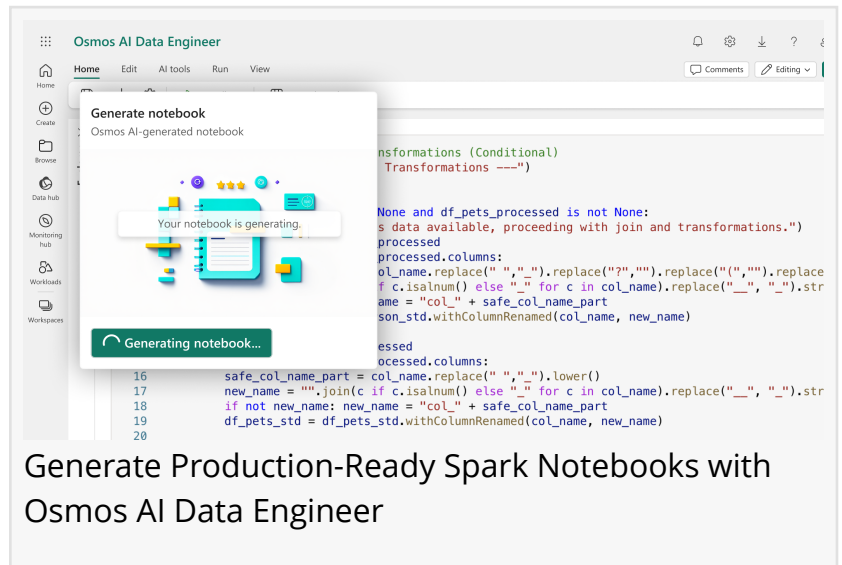 Osmos AI Data Engineer
Home Edit AI tools Run View
Comments Editing
Home
Create
Browse
Data hub
Monitoring
hub
Workloads
Workspaces
Generate notebook
Osmos AI-generated notebook
Your notebook is generating.
Generating notebook...
nsformations (Conditional)
Transformations ---")
None and df_pets_processed is not None:
s data available, proceeding with join and transformations.")
processed
processed.columns:
ol_name.replace(" ","_").replace("?","").replace("(","").replace
f c.isalnum() else "_" for c in col_name).replace("__", "_").str
ame = "col_" + safe_col_name_part
son_std.withColumnRenamed(col_name, new_name)
essed
ocessed.columns:
16 safe_col_name_part = col_name.replace(" ","_").lower()
17 new_name = "".join(c if c.isalnum() else "_" for c in col_name).replace("__", "_").str
18 if not new_name: new_name = "col_" + safe_col_name_part
19 df_pets_std = df_pets_std.withColumnRenamed(col_name, new_name)
20
Generate Production-Ready Spark Notebooks with
Osmos AI Data Engineer